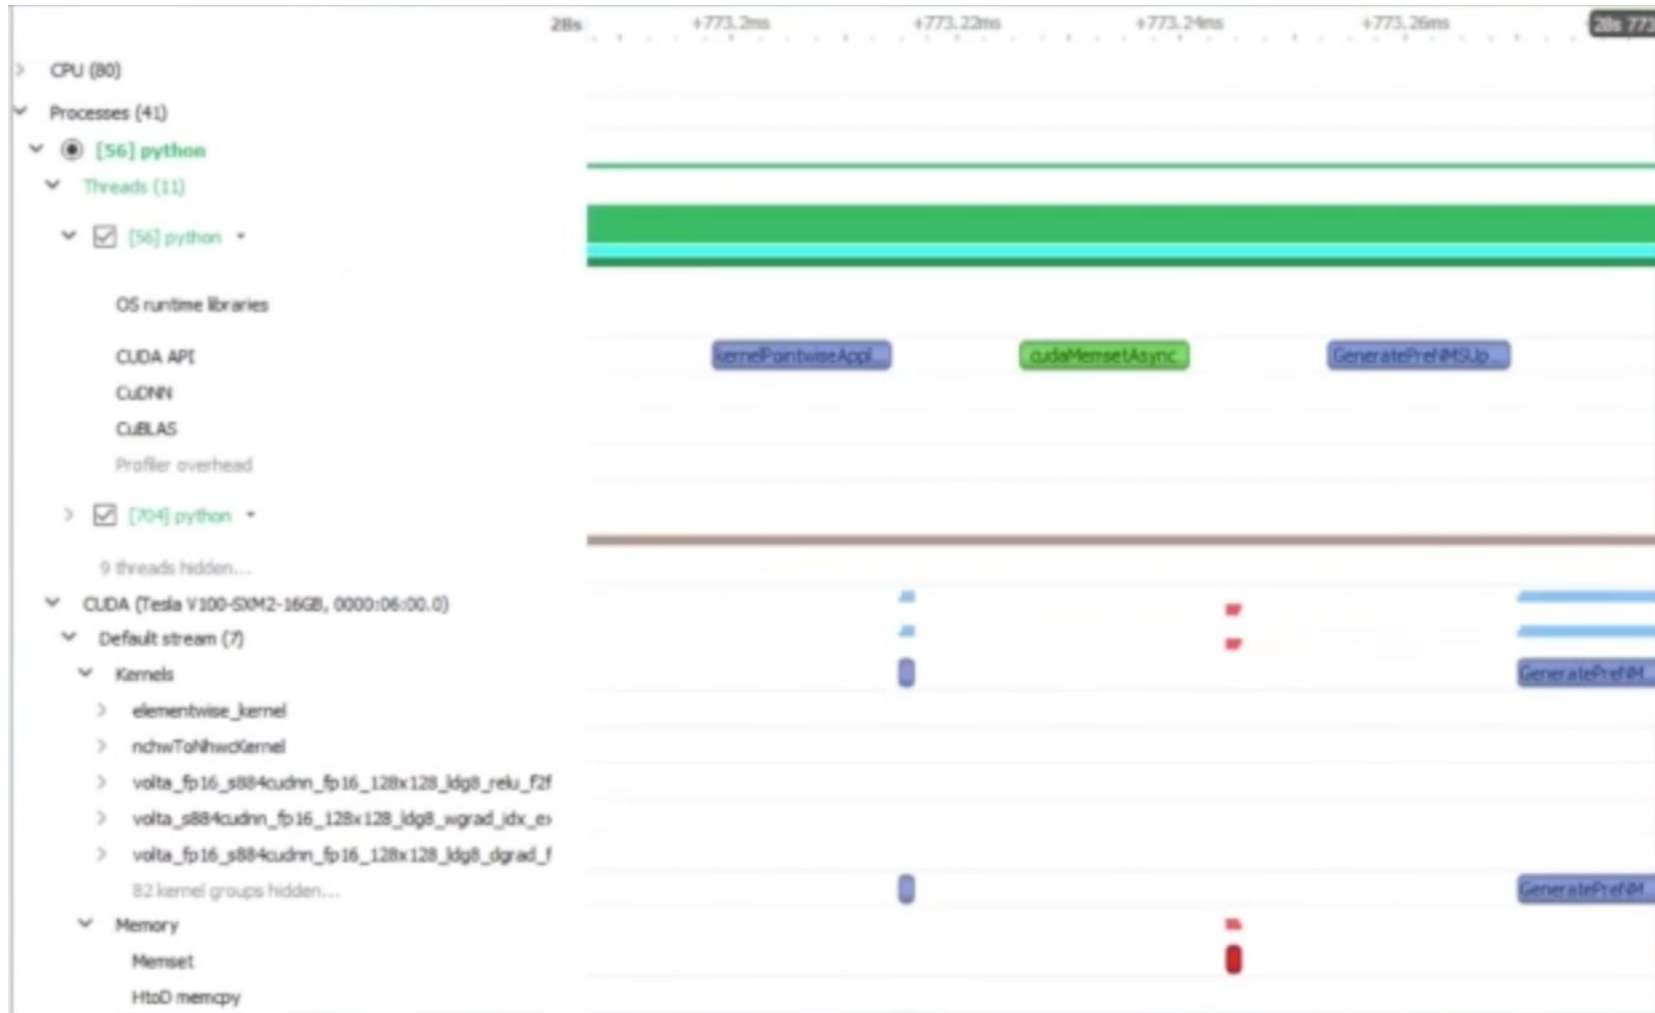 28s +773.2ms +773.22ms +773.24ms +773.26ms 28s 773
CPU (80)
Processes (41)
[56] python
Threads (11)
[56] python
OS runtime libraries
CUDA API kernelPointwiseAppl... cudaMemsetAsync GeneratePreNMSUp...
CuDNN
CuBLAS
Profiler overhead
[704] python
9 threads hidden...
CUDA (Tesla V100-SXM2-16GB, 0000:06:00.0)
Default stream (7)
Kernels GeneratePreNM...
elementwise_kernel
nchwToNhwcKernel
volta_fp16_s884cudnn_fp16_128x128_ldg8_relu_f2f
volta_s884cudnn_fp16_128x128_ldg8_wgrad_idx_ex
volta_fp16_s884cudnn_fp16_128x128_ldg8_dgrad_f
82 kernel groups hidden... GeneratePreNM...
Memory
Memset
HtoD memcpy